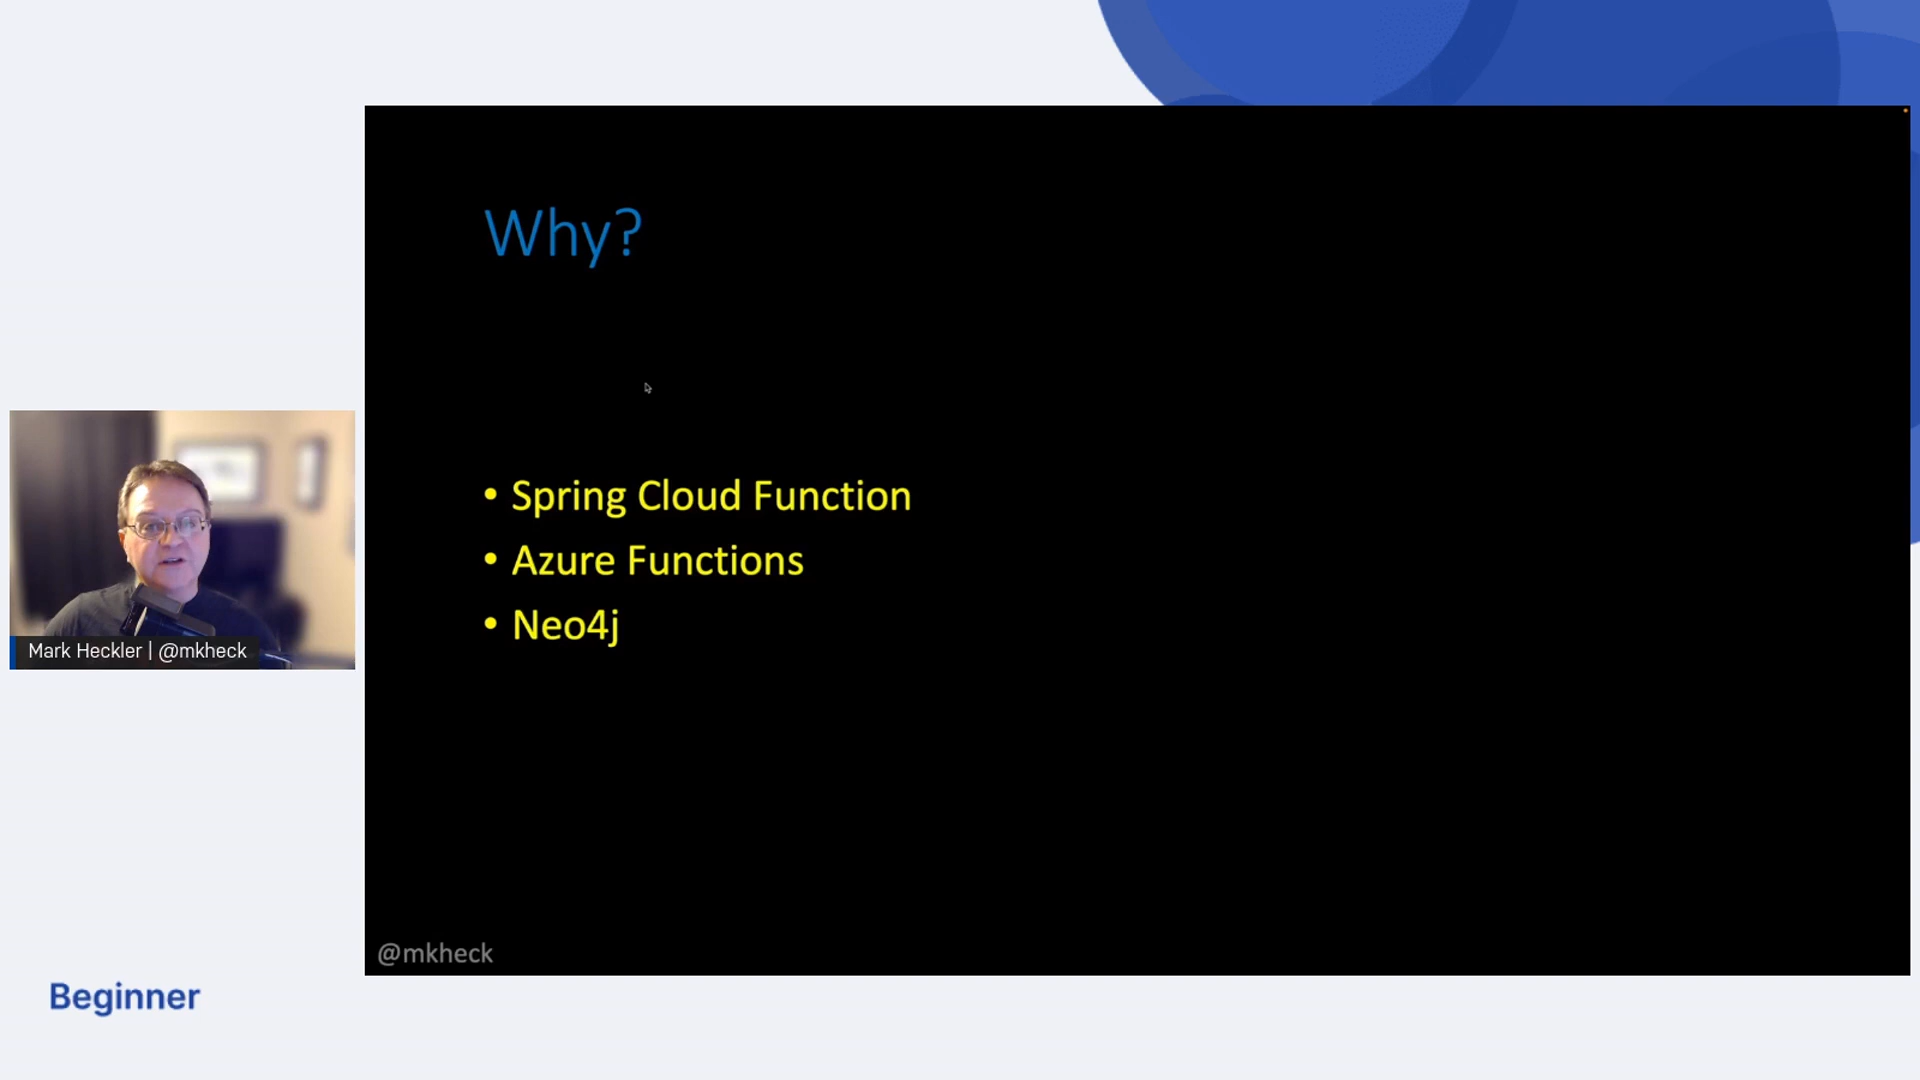 Why?
• Spring Cloud Function
• Azure Functions
• Neo4j
Mark Heckler | @mkheck
@mkheck
Beginner